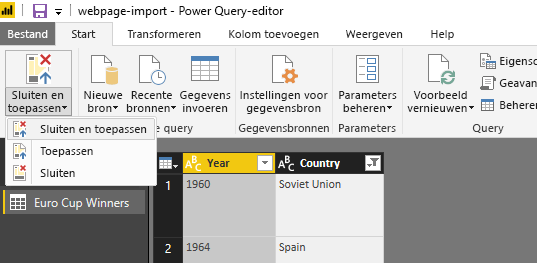 webpage-import - Power Query-editor
Bestand Start Transformeren Kolom toevoegen Weergeven Help
Sluiten en toepassen
Nieuwe bron
Recente bronnen
Gegevens invoeren
Instellingen voor gegevensbron
Parameters beheren
Voorbeeld vernieuwen
Eigensc
Geavan
Beheren
e query
Gegevensbronnen
Parameters
Query
Sluiten en toepassen
Toepassen
Sluiten
Euro Cup Winners
ABC Year ABC Country
1 1960 Soviet Union
2 1964 Spain